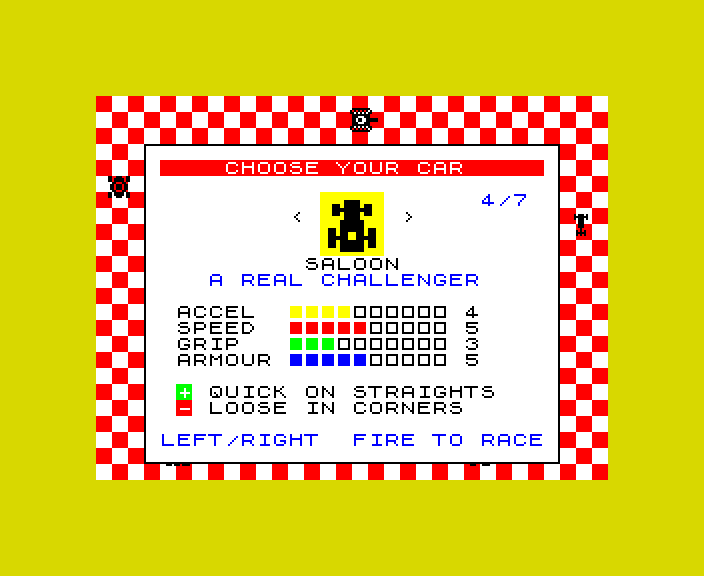 CHOOSE YOUR CAR
4/7
< >
SALOON
A REAL CHALLENGER
ACCEL 4
SPEED 5
GRIP 3
ARMOUR 5
+ QUICK ON STRAIGHTS
- LOOSE IN CORNERS
LEFT/RIGHT FIRE TO RACE